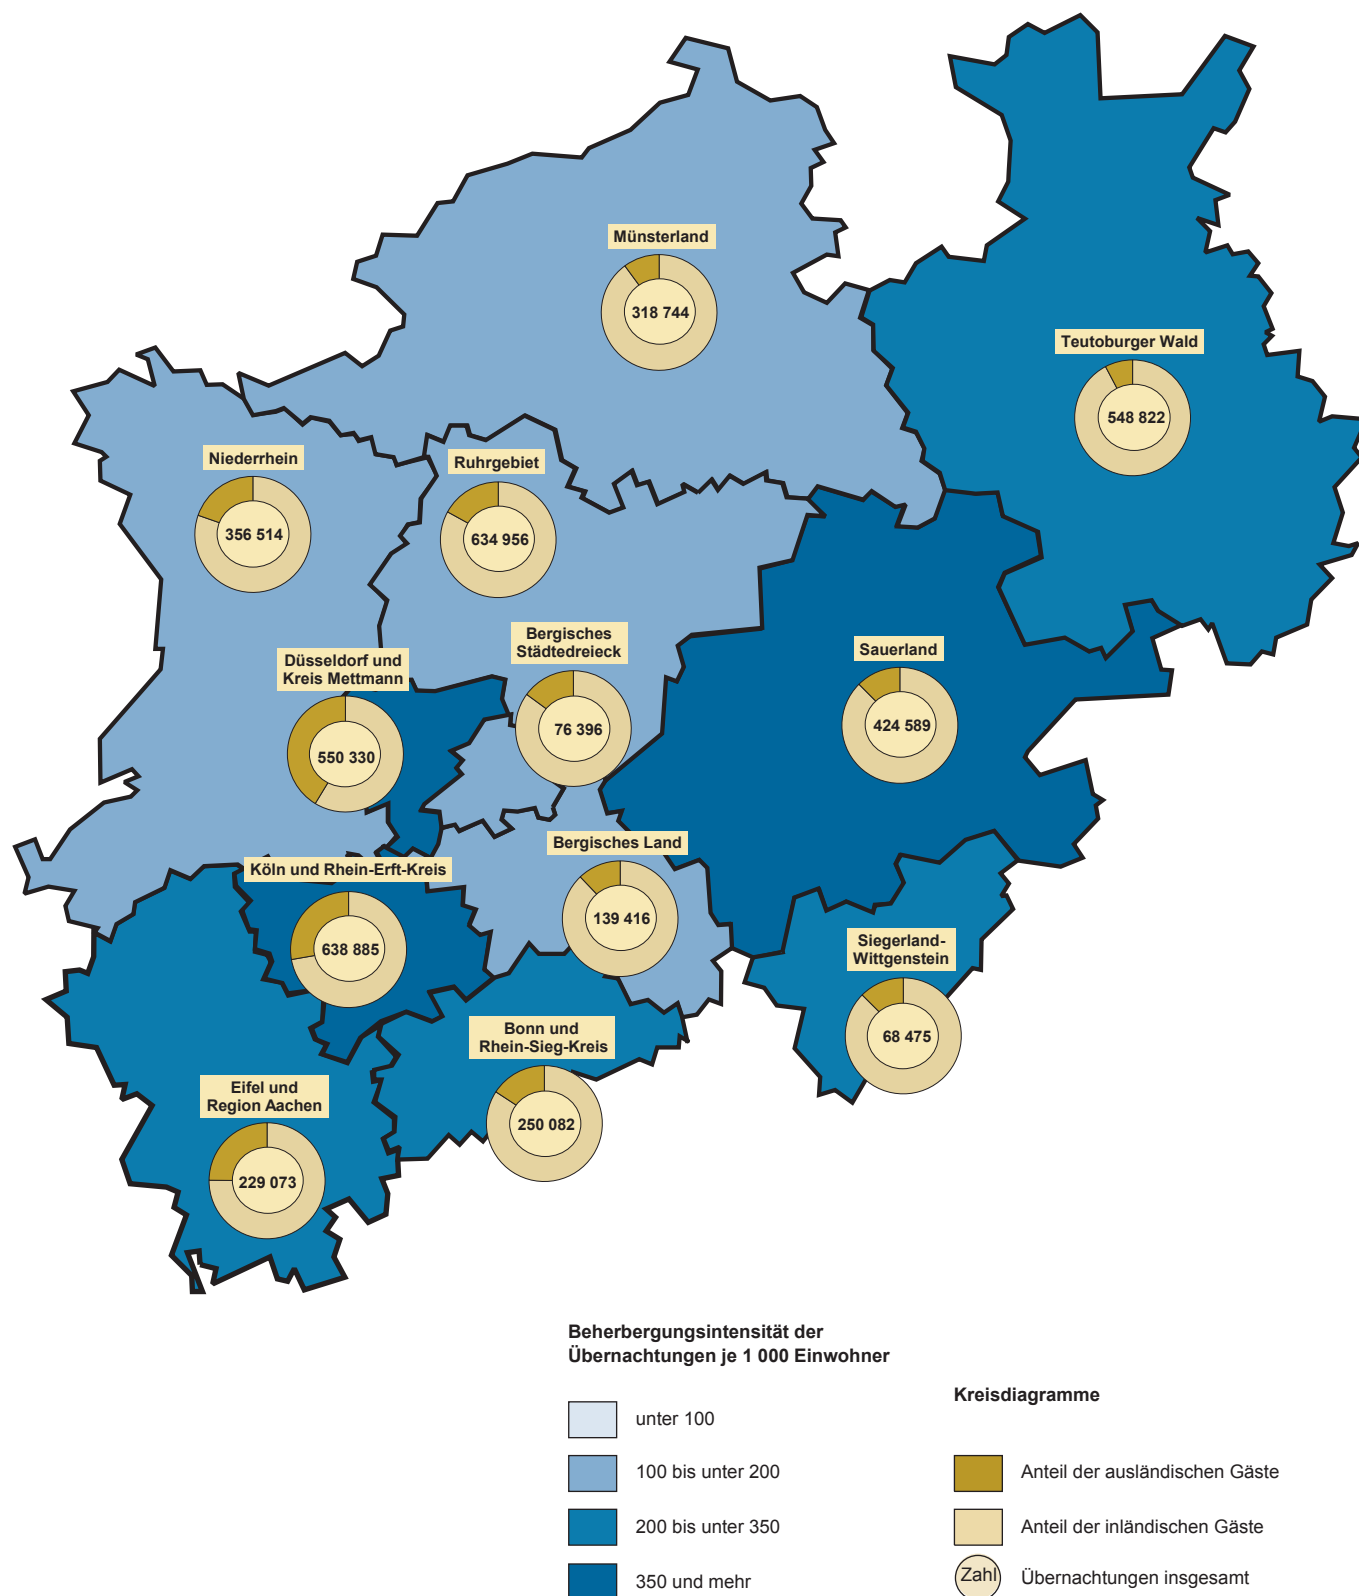 Münsterland
318 744
Teutoburger Wald
548 822
Niederrhein
356 514
Ruhrgebiet
634 956
Bergisches
Städtedreieck
76 396
Düsseldorf und
Kreis Mettmann
550 330
Sauerland
424 589
Bergisches Land
139 416
Köln und Rhein-Erft-Kreis
638 885
Siegerland-
Wittgenstein
68 475
Bonn und
Rhein-Sieg-Kreis
250 082
Eifel und
Region Aachen
229 073
Beherbergungsintensität der
Übernachtungen je 1 000 Einwohner
unter 100
100 bis unter 200
200 bis unter 350
350 und mehr
Kreisdiagramme
Anteil der ausländischen Gäste
Anteil der inländischen Gäste
Zahl Übernachtungen insgesamt